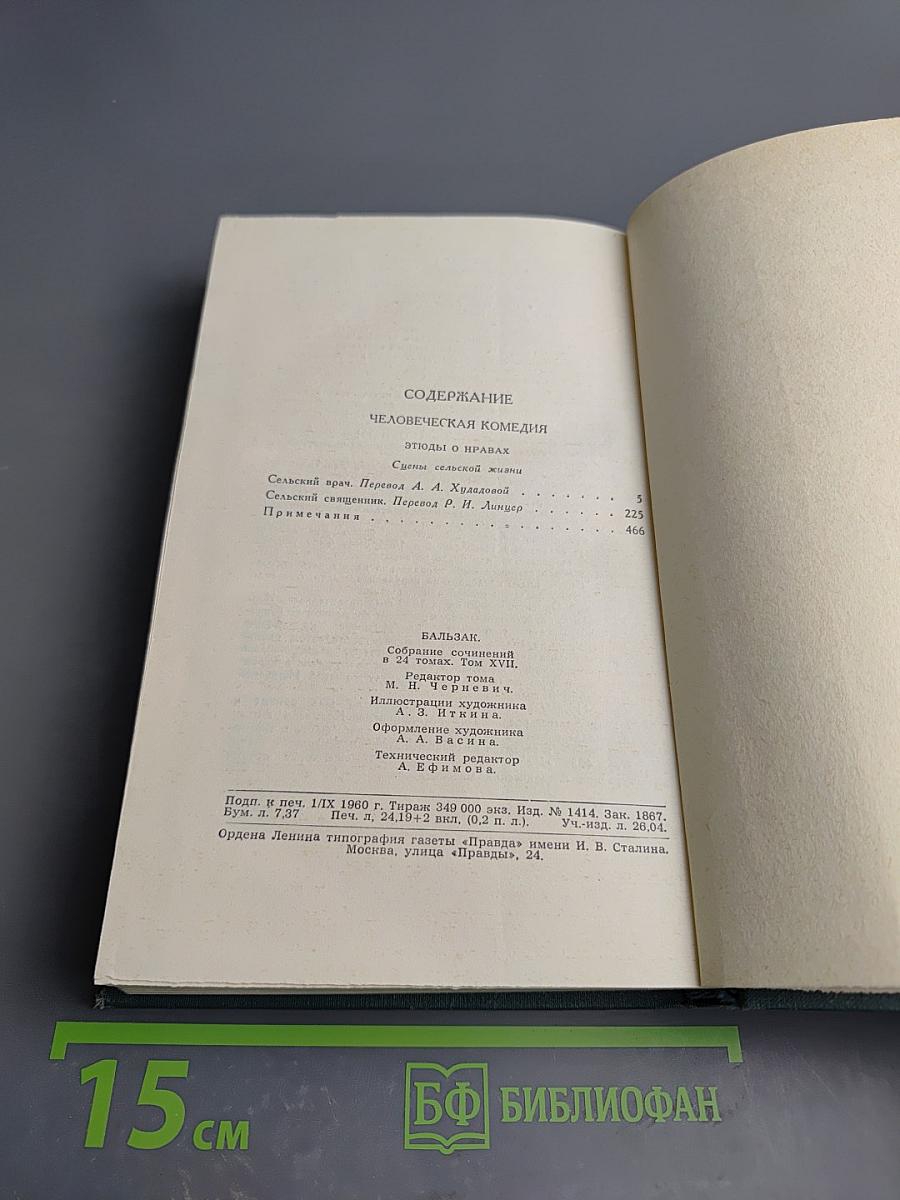 СОДЕРЖАНИЕ
ЧЕЛОВЕЧЕСКАЯ КОМЕДИЯ
ЭТЮДЫ О НРАВАХ
Сцены сельской жизни
Сельский врач. Перевод А. А. Худадовой . . . . . . . 5
Сельский священник. Перевод Р. И. Линцер . . . . . . 225
Примечания . . . . . . . . . . . . . . . . 466
БАЛЬЗАК.
Собрание сочинений
в 24 томах. Том XVII.
Редактор тома
М. Н. Черневич.
Иллюстрации художника
А. З. Иткина.
Оформление художника
А. А. Васина.
Технический редактор
А. Ефимова.
Подп. к печ. 1/IX 1960 г. Тираж 349 000 экз. Изд. № 1414. Зак. 1867.
Бум. л. 7,37 Печ. л, 24,19+2 вкл, (0,2 п. л.). Уч.-изд. л. 26,04.
Ордена Ленина типография газеты «Правда» имени И. В. Сталина.
Москва, улица «Правды», 24.
15 см
БФ БИБЛИОФАН